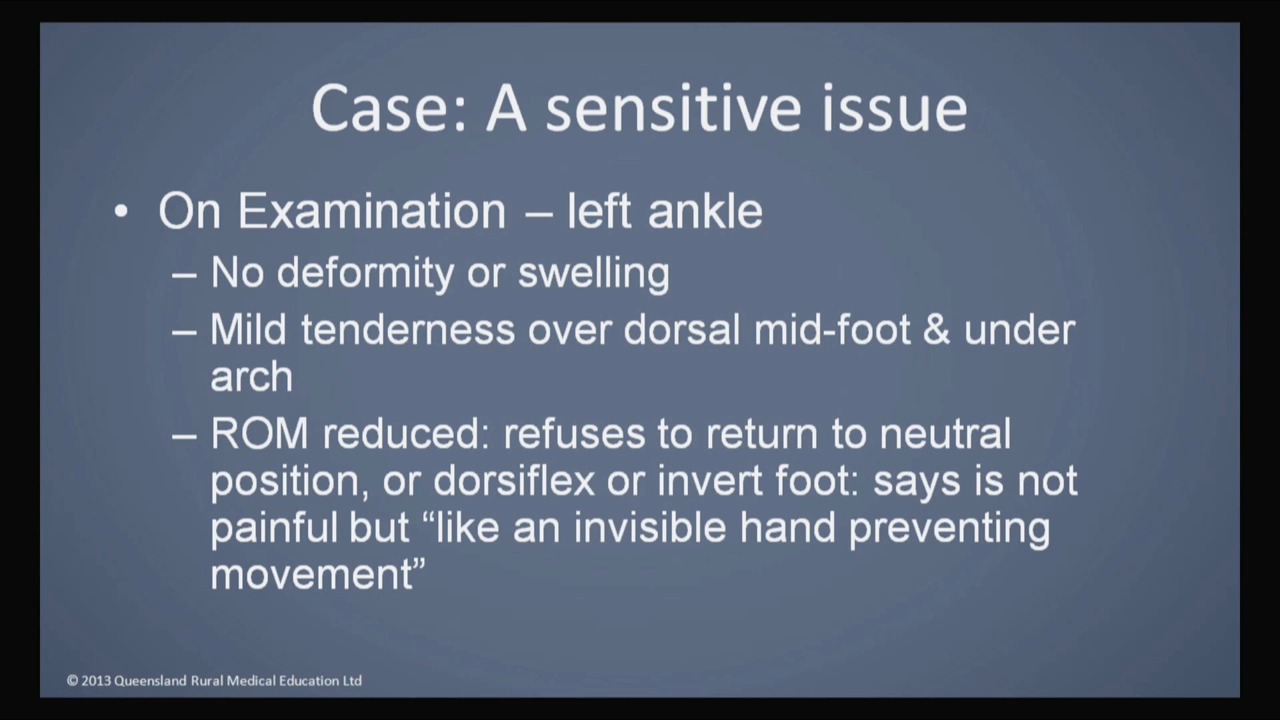 Case: A sensitive issue
• On Examination – left ankle
– No deformity or swelling
– Mild tenderness over dorsal mid-foot & under
arch
– ROM reduced: refuses to return to neutral
position, or dorsiflex or invert foot: says is not
painful but “like an invisible hand preventing
movement”
© 2013 Queensland Rural Medical Education Ltd